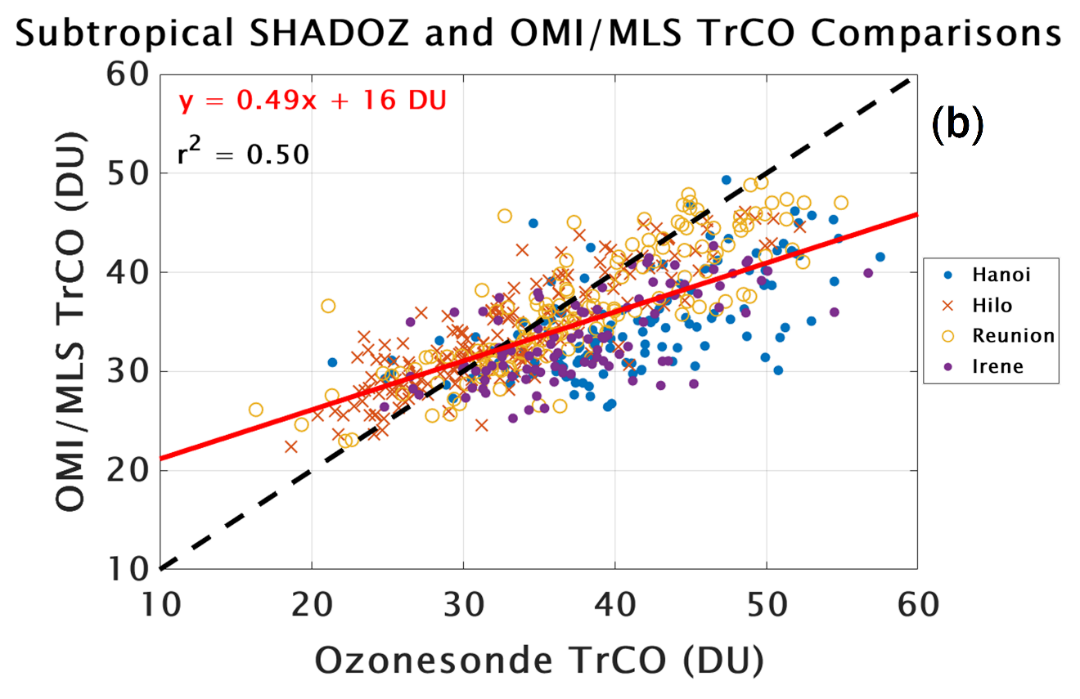 Subtropical SHADOZ and OMI/MLS TrCO Comparisons
60
y = 0.49x + 16 DU
(b)
r² = 0.50
50
OMI/MLS TrCO (DU)
40
Hanoi
Hilo
Reunion
Irene
30
20
10
10 20 30 40 50 60
Ozonesonde TrCO (DU)